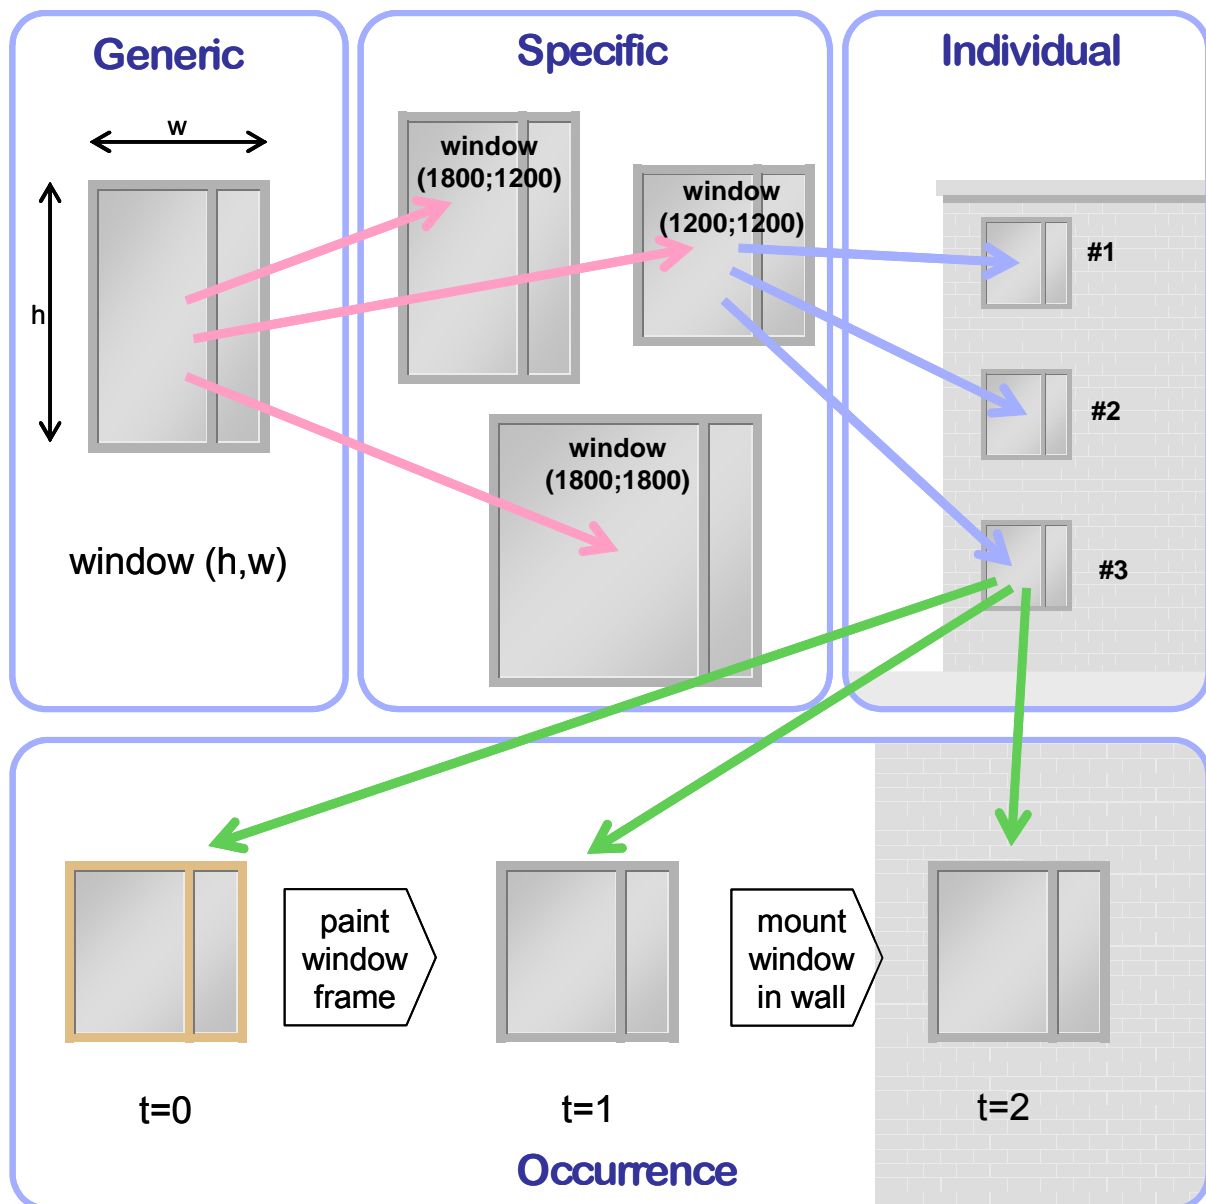 Generic
w
h
window (h,w)
Specific
window
(1800;1200)
window
(1200;1200)
window
(1800;1800)
Individual
#1
#2
#3
paint
window
frame
mount
window
in wall
t=0
t=1
t=2
Occurrence